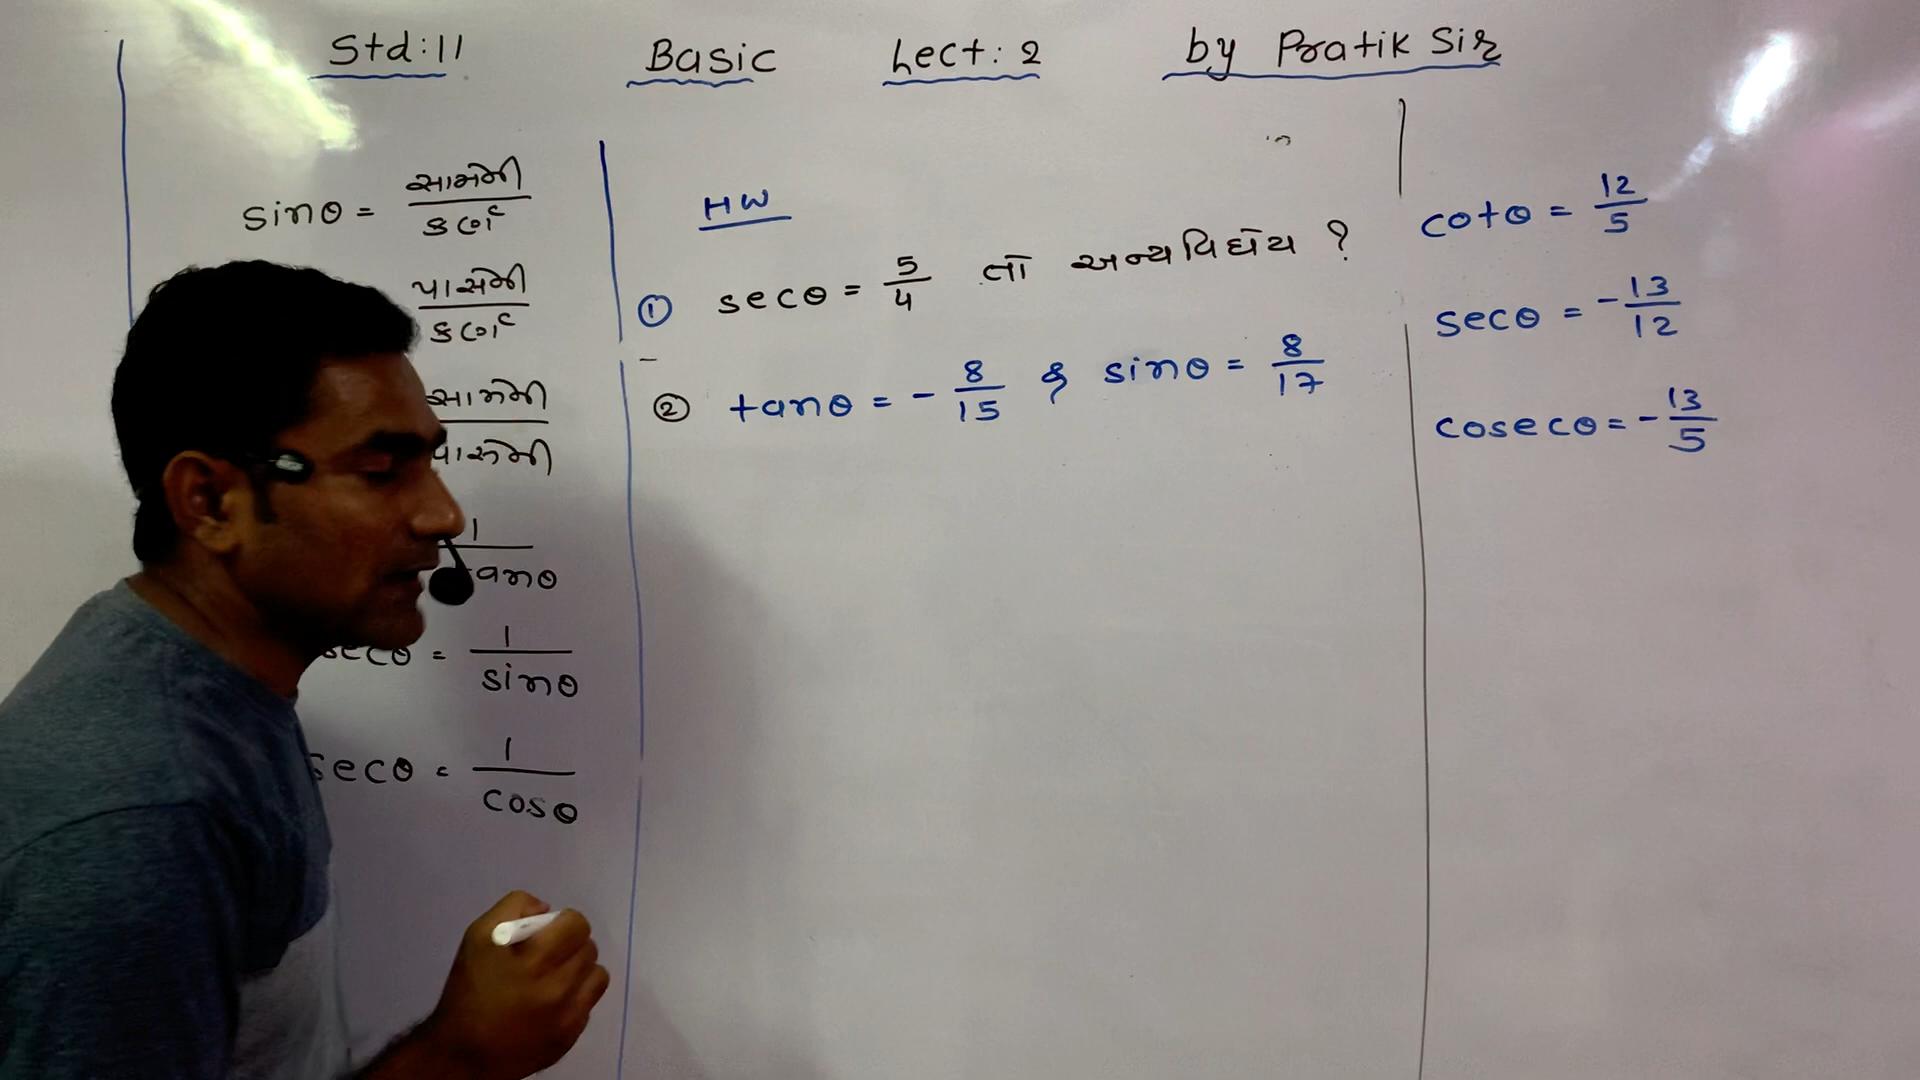 Std:11 Basic Lect: 2 by Pratik Sir
sinθ = સામેની / કર્ણ
પાસેની / કર્ણ
સામેની / પાસેની
1 / tanθ
secθ = 1 / sinθ
secθ = 1 / cosθ
HW
① secθ = 5/4 તો અન્ય વિધેય ?
② tanθ = - 8/15 & sinθ = 8/17
cotθ = 12/5
secθ = -13/12
cosecθ = -13/5